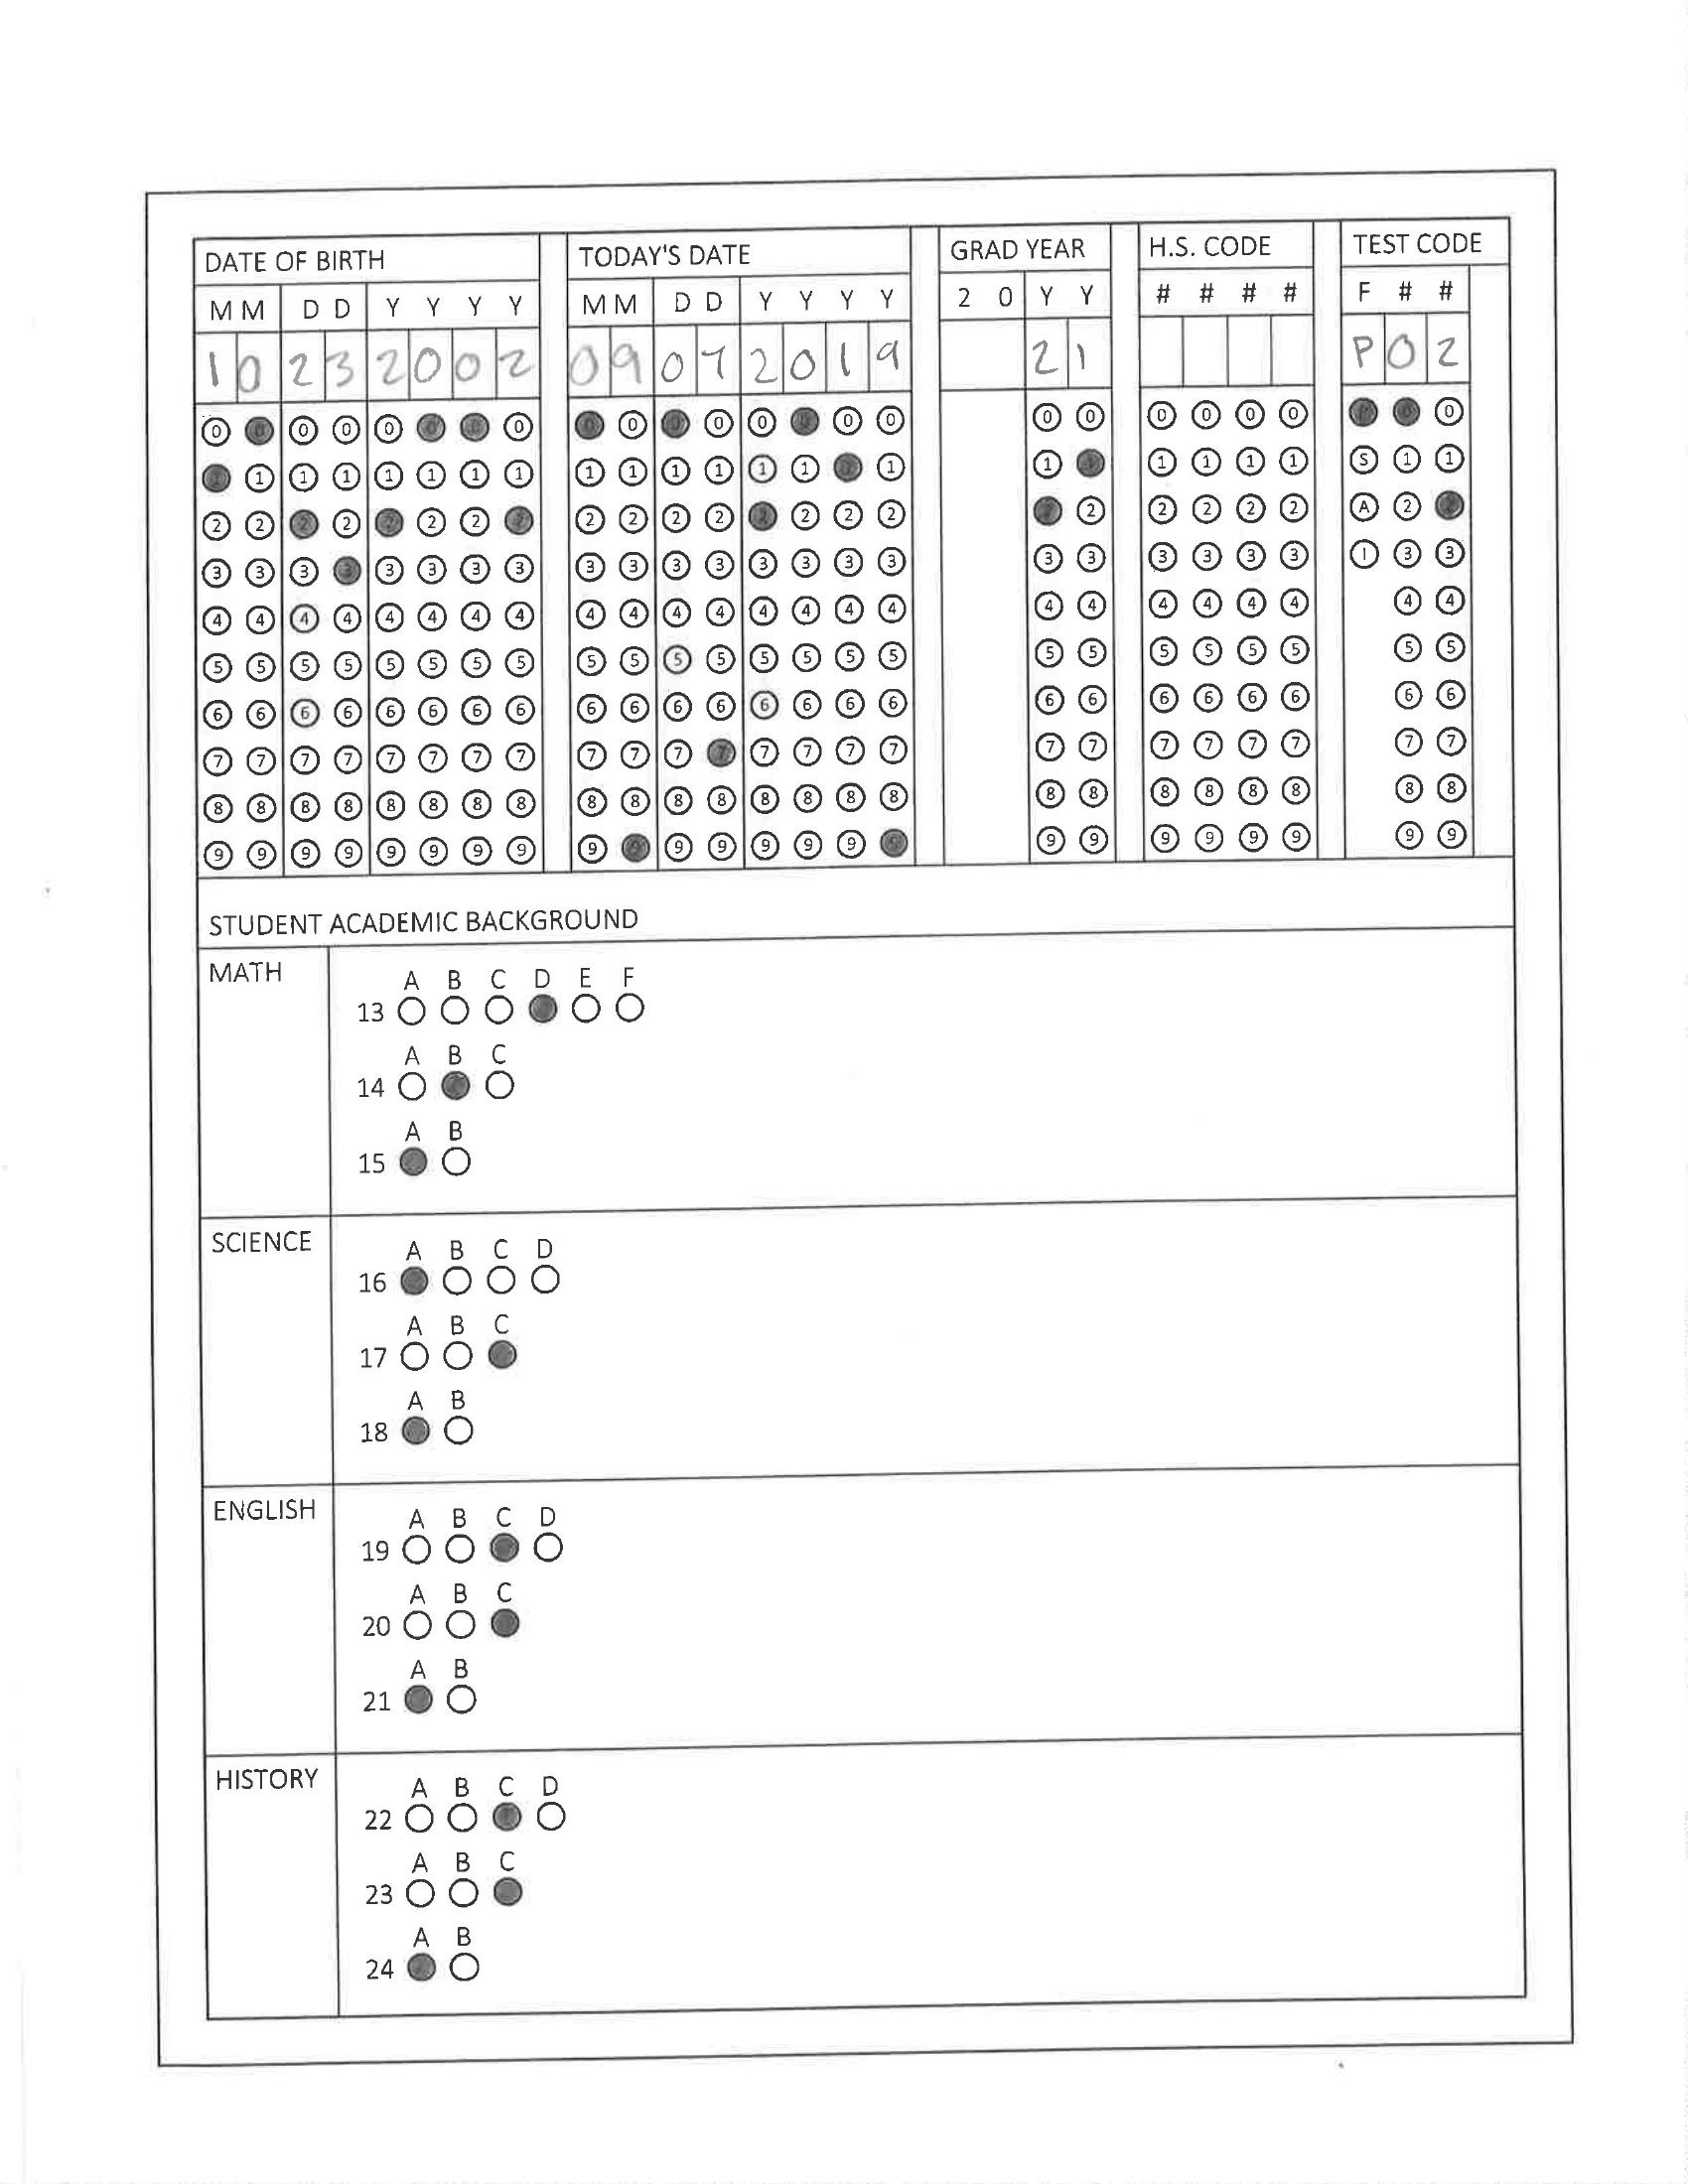 DATE OF BIRTH TODAY'S DATE GRAD YEAR H.S. CODE TEST CODE
M M D D Y Y Y Y M M D D Y Y Y Y 2 0 Y Y # # # # F # #
1 0 2 3 2 0 0 2 0 9 0 7 2 0 1 9 2 1 P 0 2
0 0 0 0 0 0 0 0 0 0 0 0 0 0 0 0 0 0 0 0 0 0 P 0 0
1 1 1 1 1 1 1 1 1 1 1 1 1 1 1 1 1 1 1 1 1 1 S 1 1
2 2 2 2 2 2 2 2 2 2 2 2 2 2 2 2 2 2 2 2 2 2 A 2 2
3 3 3 3 3 3 3 3 3 3 3 3 3 3 3 3 3 3 3 3 3 3 I 3 3
4 4 4 4 4 4 4 4 4 4 4 4 4 4 4 4 4 4 4 4 4 4 4 4
5 5 5 5 5 5 5 5 5 5 5 5 5 5 5 5 5 5 5 5 5 5 5 5
6 6 6 6 6 6 6 6 6 6 6 6 6 6 6 6 6 6 6 6 6 6 6 6
7 7 7 7 7 7 7 7 7 7 7 7 7 7 7 7 7 7 7 7 7 7 7 7
8 8 8 8 8 8 8 8 8 8 8 8 8 8 8 8 8 8 8 8 8 8 8 8
9 9 9 9 9 9 9 9 9 9 9 9 9 9 9 9 9 9 9 9 9 9 9 9
STUDENT ACADEMIC BACKGROUND
MATH
A B C D E F
13
A B C
14
A B
15
SCIENCE
A B C D
16
A B C
17
A B
18
ENGLISH
A B C D
19
A B C
20
A B
21
HISTORY
A B C D
22
A B C
23
A B
24